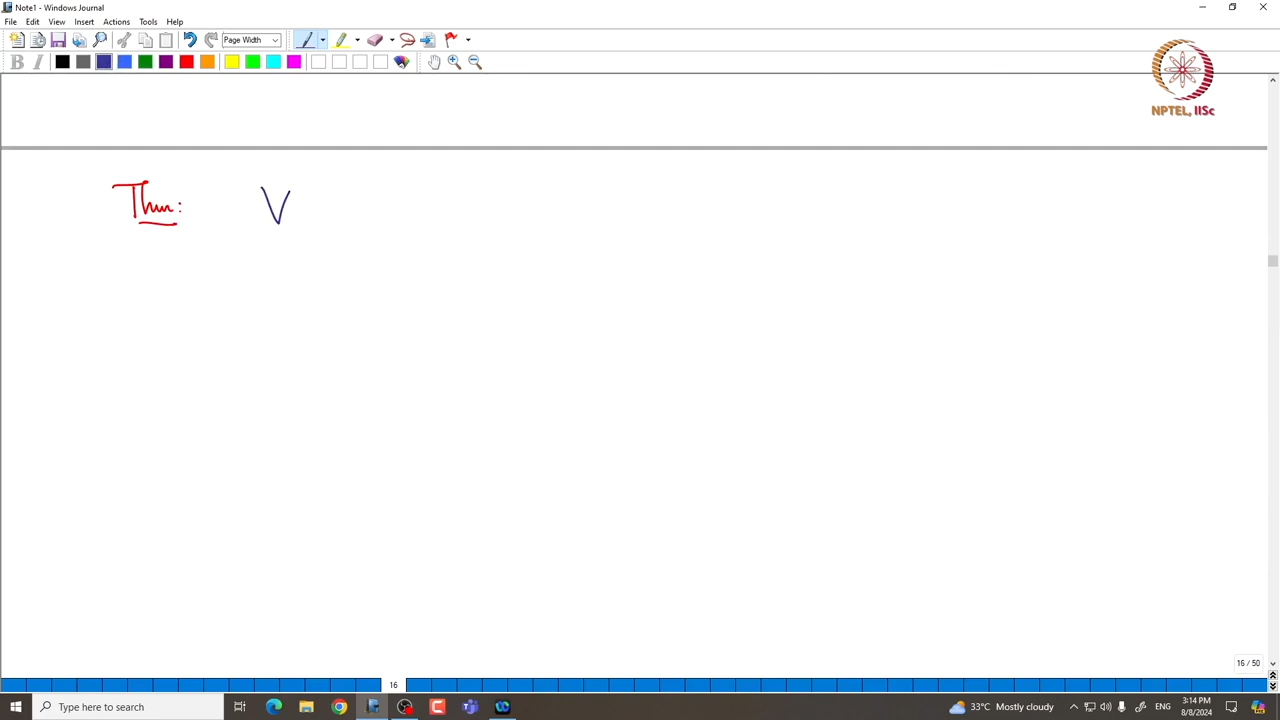 Note1 - Windows Journal
File Edit View Insert Actions Tools Help
Page Width
B I
NPTEL, IISc
Thm: V
16 / 50
16
Type here to search
33°C Mostly cloudy
ENG
3:14 PM
8/8/2024